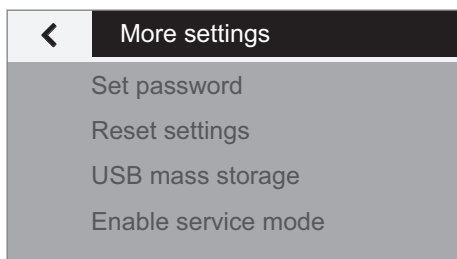 More settings
Set password
Reset settings
USB mass storage
Enable service mode